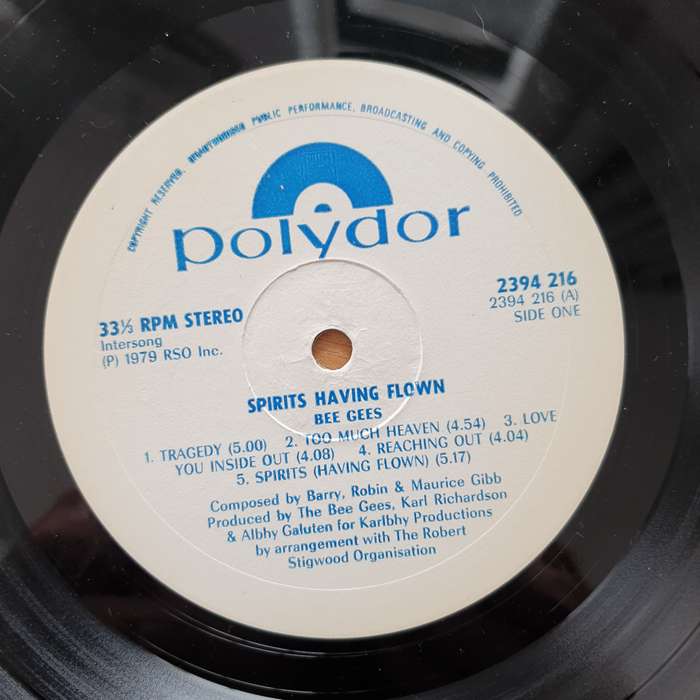 COPYRIGHT RESERVED, UNAUTHORISED PUBLIC PERFORMANCE, BROADCASTING AND COPYING PROHIBITED
polydor
33⅓ RPM STEREO
Intersong
(P) 1979 RSO Inc.
2394 216
2394 216 (A)
SIDE ONE
SPIRITS HAVING FLOWN
BEE GEES
1. TRAGEDY (5.00) 2. TOO MUCH HEAVEN (4.54) 3. LOVE
YOU INSIDE OUT (4.08) 4. REACHING OUT (4.04)
5. SPIRITS (HAVING FLOWN) (5.17)
Composed by Barry, Robin & Maurice Gibb
Produced by The Bee Gees, Karl Richardson
& Albhy Galuten for Karlbhy Productions
by arrangement with The Robert
Stigwood Organisation